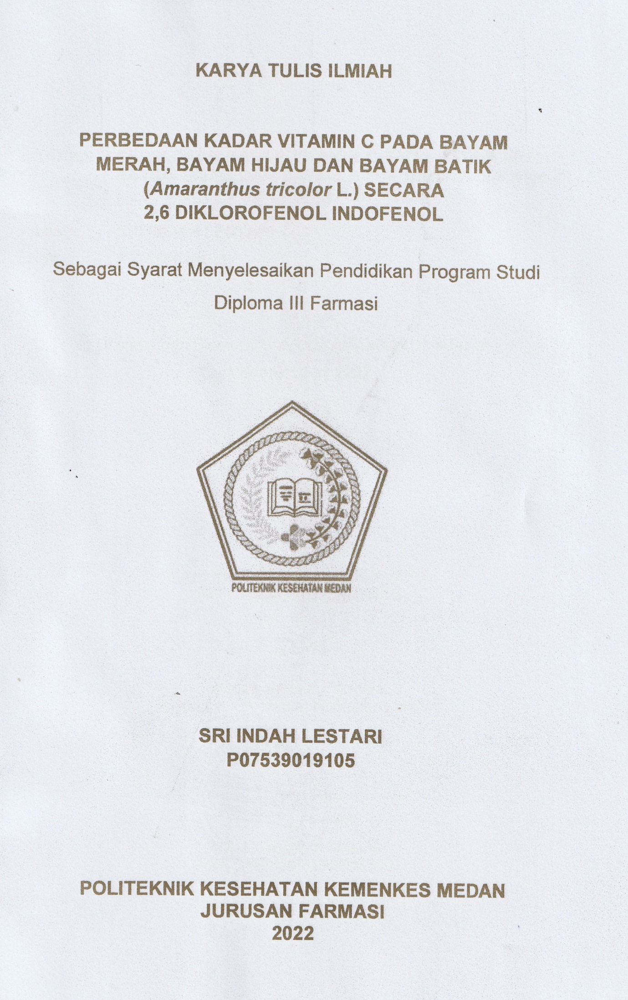 KARYA TULIS ILMIAH
PERBEDAAN KADAR VITAMIN C PADA BAYAM
MERAH, BAYAM HIJAU DAN BAYAM BATIK
(Amaranthus tricolor L.) SECARA
2,6 DIKLOROFENOL INDOFENOL
Sebagai Syarat Menyelesaikan Pendidikan Program Studi
Diploma III Farmasi
POLITEKNIK KESEHATAN MEDAN
SRI INDAH LESTARI
P07539019105
POLITEKNIK KESEHATAN KEMENKES MEDAN
JURUSAN FARMASI
2022